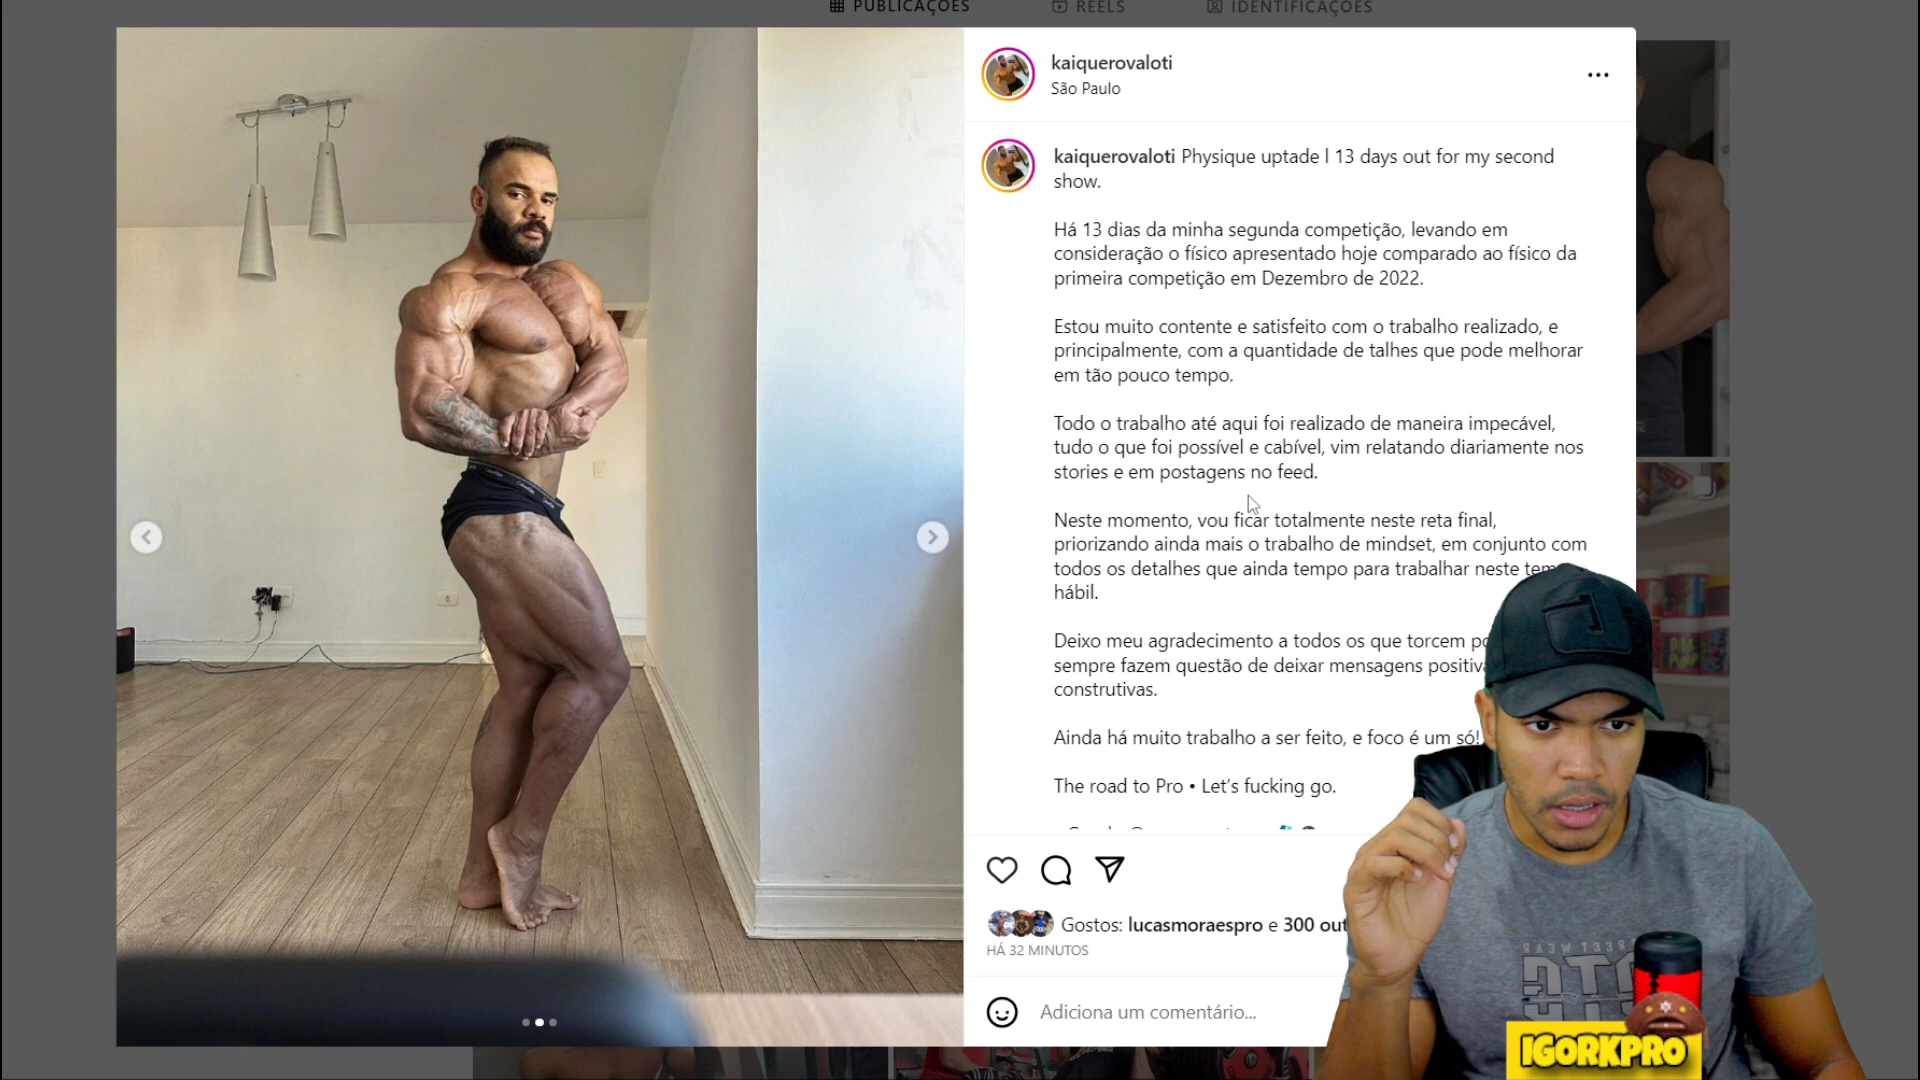 PUBLICAÇÕES
REELS
IDENTIFICAÇÕES
kaiquerovaloti
São Paulo
kaiquerovaloti Physique uptade l 13 days out for my second
show.
Há 13 dias da minha segunda competição, levando em
consideração o físico apresentado hoje comparado ao físico da
primeira competição em Dezembro de 2022.
Estou muito contente e satisfeito com o trabalho realizado, e
principalmente, com a quantidade de talhes que pode melhorar
em tão pouco tempo.
Todo o trabalho até aqui foi realizado de maneira impecável,
tudo o que foi possível e cabível, vim relatando diariamente nos
stories e em postagens no feed.
Neste momento, vou ficar totalmente neste reta final,
priorizando ainda mais o trabalho de mindset, em conjunto com
todos os detalhes que ainda tempo para trabalhar neste
hábil.
Deixo meu agradecimento a todos os que torcem
sempre fazem questão de deixar mensagens
construtivas.
Ainda há muito trabalho a ser feito, e foco é um só!
The road to Pro • Let's fucking go.
Gostos: lucasmoraespro e 300
HÁ 32 MINUTOS
Adiciona um comentário...
IGORKPRO